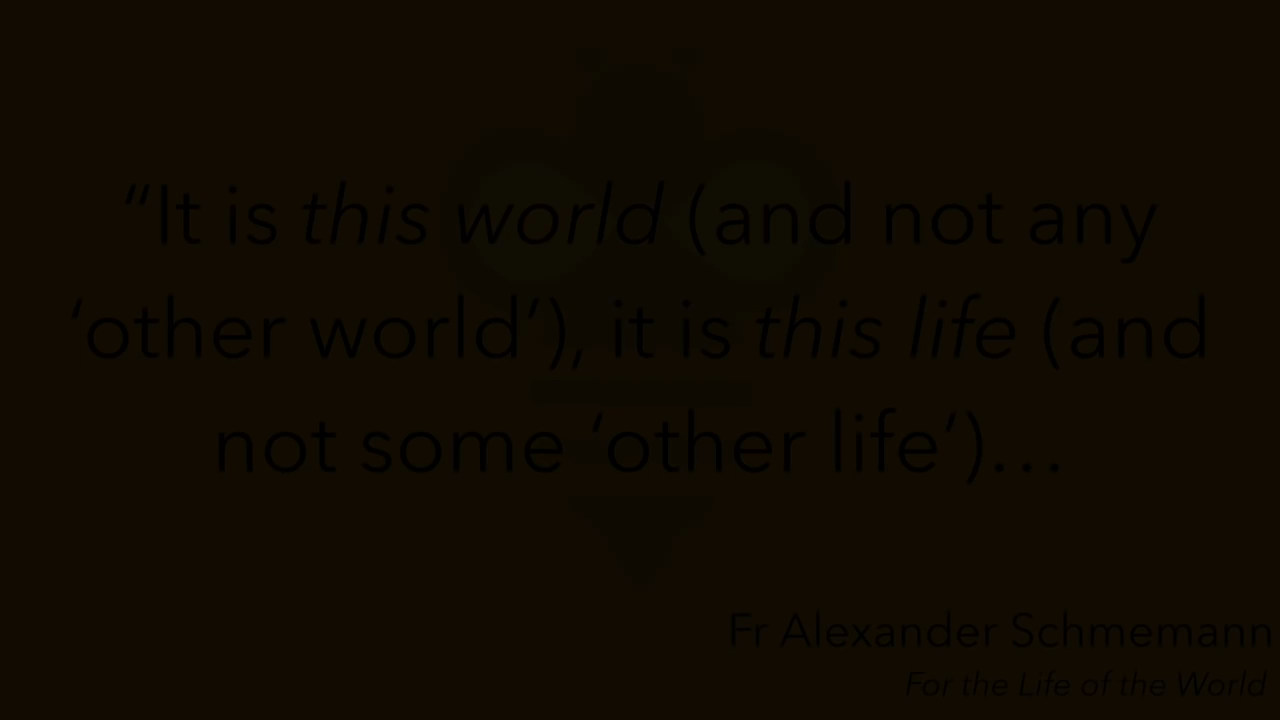 “It is this world (and not any
‘other world’), it is this life (and
not some ‘other life’)…
Fr Alexander Schmemann
For the Life of the World